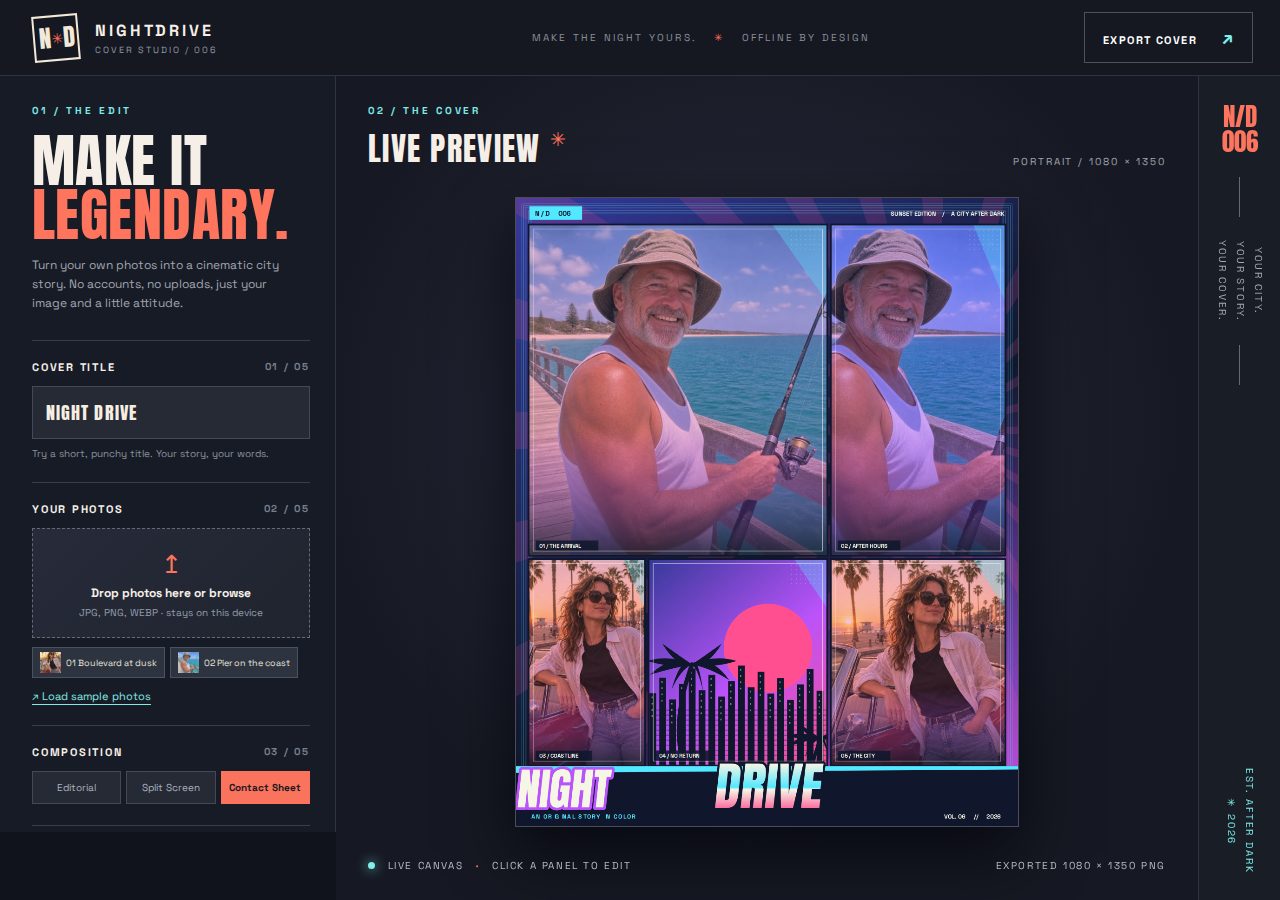 N✳D
NIGHTDRIVE
COVER STUDIO / 006
MAKE THE NIGHT YOURS. ✳ OFFLINE BY DESIGN
EXPORT COVER ↗
01 / THE EDIT
MAKE IT
LEGENDARY.
Turn your own photos into a cinematic city
story. No accounts, no uploads, just your
image and a little attitude.
COVER TITLE 01 / 05
NIGHT DRIVE
Try a short, punchy title. Your story, your words.
YOUR PHOTOS 02 / 05
↥
Drop photos here or browse
JPG, PNG, WEBP · stays on this device
01 Boulevard at dusk
02 Pier on the coast
↗ Load sample photos
COMPOSITION 03 / 05
Editorial
Split Screen
Contact Sheet
02 / THE COVER
LIVE PREVIEW ✳
PORTRAIT / 1080 × 1350
N/D 006
SUNSET EDITION / A CITY AFTER DARK
01 / THE ARRIVAL
02 / AFTER HOURS
03 / COASTLINE
04 / NO RETURN
05 / THE CITY
NIGHT DRIVE
AN ORIGINAL STORY IN COLOR
VOL. 06 // 2026
LIVE CANVAS · CLICK A PANEL TO EDIT
EXPORTED 1080 × 1350 PNG
N/D
006
YOUR CITY.
YOUR STORY.
YOUR COVER.
EST. AFTER DARK
✳ 2026